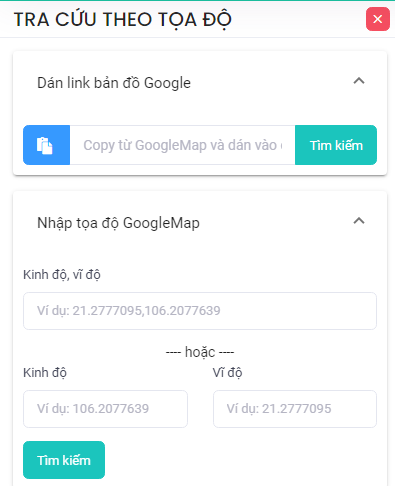 TRA CỨU THEO TỌA ĐỘ
Dán link bản đồ Google
Copy từ GoogleMap và dán vào
Tìm kiếm
Nhập tọa độ GoogleMap
Kinh độ, vĩ độ
Ví dụ: 21.2777095,106.2077639
---- hoặc ----
Kinh độ Vĩ độ
Ví dụ: 106.2077639 Ví dụ: 21.2777095
Tìm kiếm